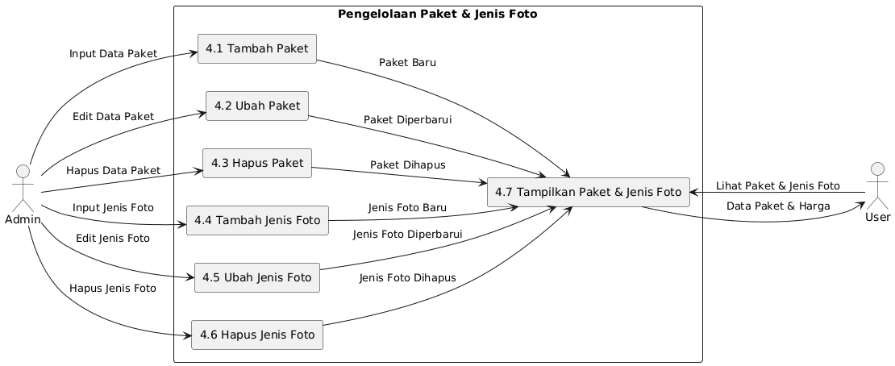 Pengelolaan Paket & Jenis Foto
Input Data Paket
4.1 Tambah Paket
Paket Baru
Edit Data Paket
4.2 Ubah Paket
Paket Diperbarui
Hapus Data Paket
4.3 Hapus Paket
Paket Dihapus
4.7 Tampilkan Paket & Jenis Foto
Lihat Paket & Jenis Foto
Data Paket & Harga
Admin
User
Input Jenis Foto
4.4 Tambah Jenis Foto
Jenis Foto Baru
Edit Jenis Foto
4.5 Ubah Jenis Foto
Jenis Foto Diperbarui
Hapus Jenis Foto
4.6 Hapus Jenis Foto
Jenis Foto Dihapus